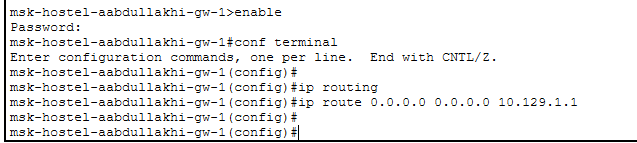 msk-hostel-aabdullakhi-gw-1>enable
Password:
msk-hostel-aabdullakhi-gw-1#conf terminal
Enter configuration commands, one per line.  End with CNTL/Z.
msk-hostel-aabdullakhi-gw-1(config)#
msk-hostel-aabdullakhi-gw-1(config)#ip routing
msk-hostel-aabdullakhi-gw-1(config)#ip route 0.0.0.0 0.0.0.0 10.129.1.1
msk-hostel-aabdullakhi-gw-1(config)#
msk-hostel-aabdullakhi-gw-1(config)#